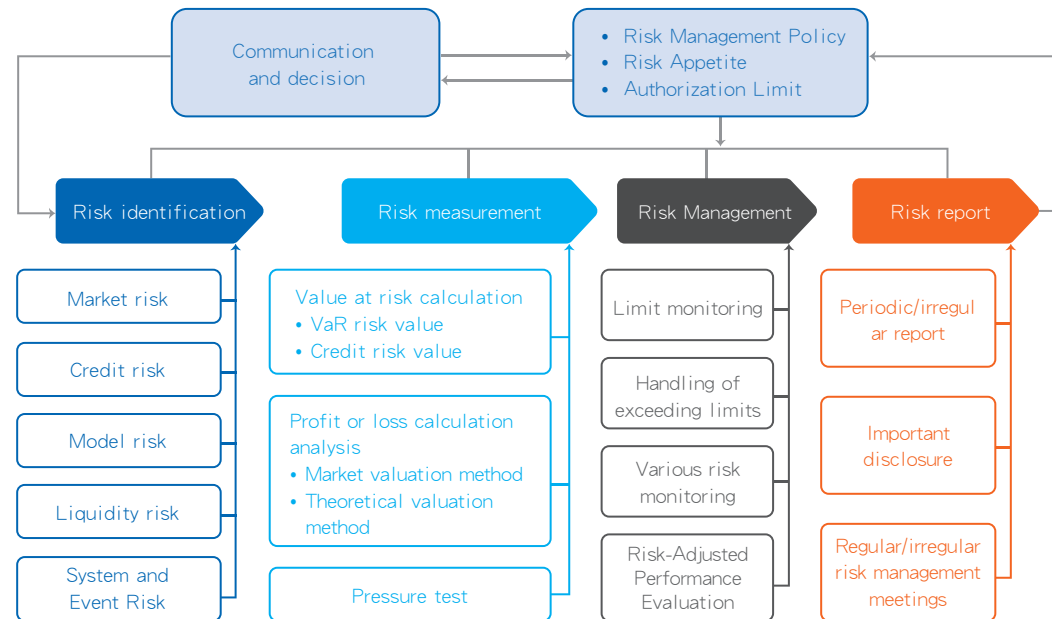 Communication
and decision
• Risk Management Policy
• Risk Appetite
• Authorization Limit
Risk identification
Market risk
Credit risk
Model risk
Liquidity risk
System and
Event Risk
Risk measurement
Value at risk calculation
• VaR risk value
• Credit risk value
Profit or loss calculation
analysis
• Market valuation method
• Theoretical valuation
method
Pressure test
Risk Management
Limit monitoring
Handling of
exceeding limits
Various risk
monitoring
Risk-Adjusted
Performance
Evaluation
Risk report
Periodic/irregul
ar report
Important
disclosure
Regular/irregular
risk management
meetings